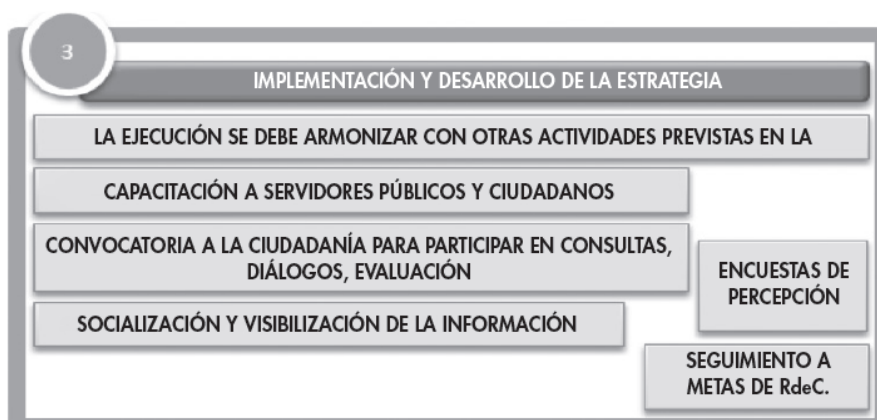 3
IMPLEMENTACIÓN Y DESARROLLO DE LA ESTRATEGIA
LA EJECUCIÓN SE DEBE ARMONIZAR CON OTRAS ACTIVIDADES PREVISTAS EN LA
CAPACITACIÓN A SERVIDORES PÚBLICOS Y CIUDADANOS
CONVOCATORIA A LA CIUDADANÍA PARA PARTICIPAR EN CONSULTAS,
DIÁLOGOS, EVALUACIÓN
ENCUESTAS DE
PERCEPCIÓN
SOCIALIZACIÓN Y VISIBILIZACIÓN DE LA INFORMACIÓN
SEGUIMIENTO A
METAS DE RdeC.